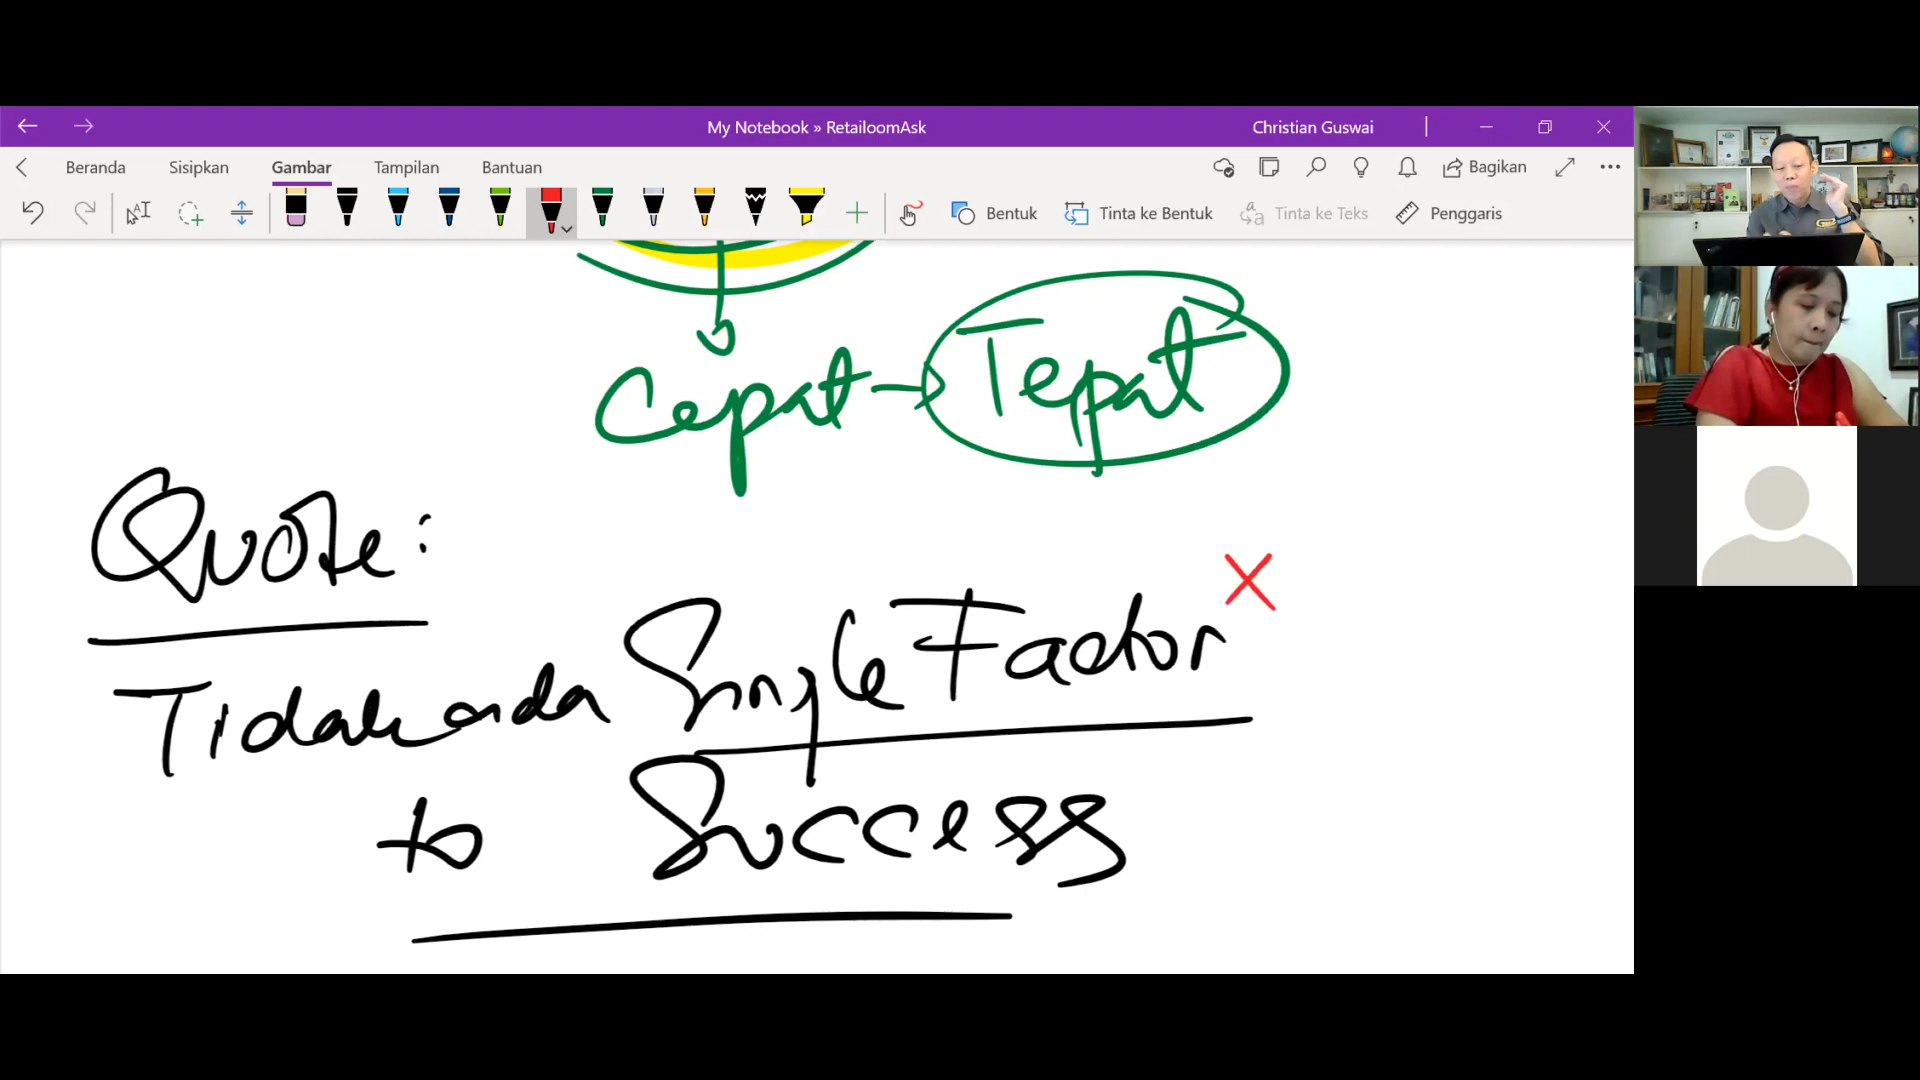 My Notebook » RetailoomAsk
Christian Guswai
Beranda Sisipkan Gambar Tampilan Bantuan
Bagikan
Bentuk Tinta ke Bentuk Tinta ke Teks Penggaris
Cepat Tepat
Quote:
Tidak ada Single Factor
to Success